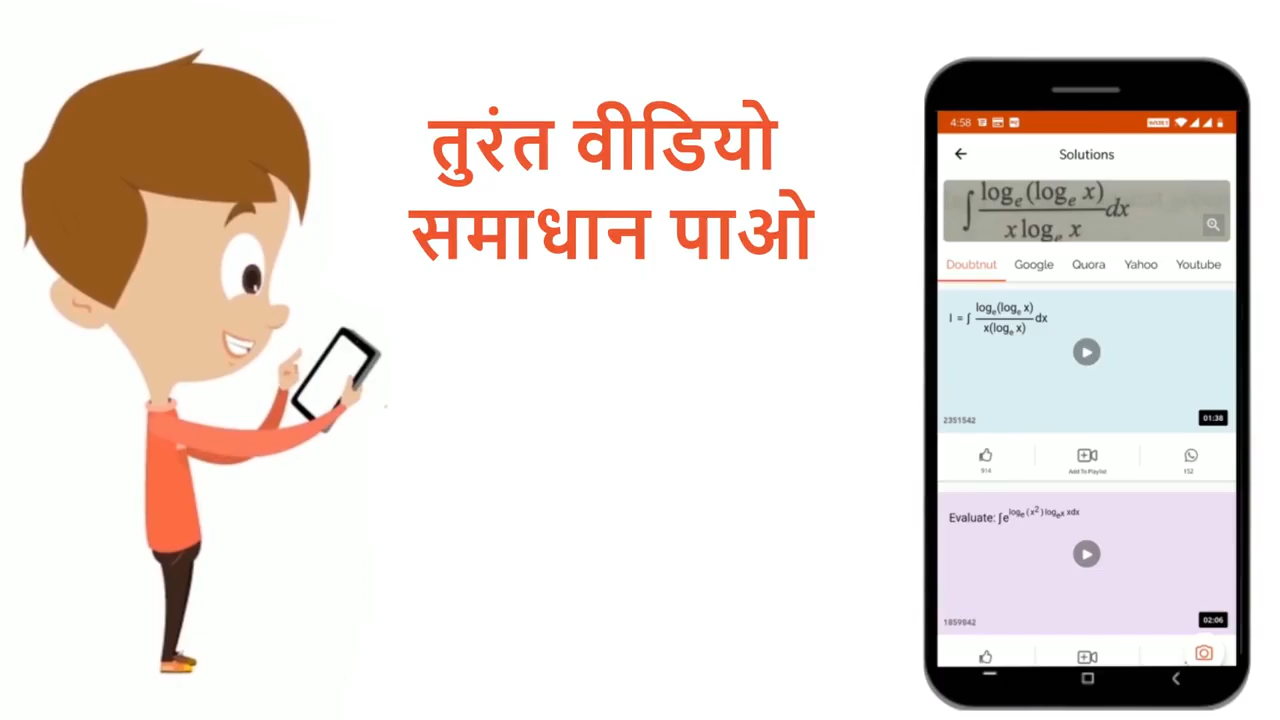 तुरंत वीडियो
समाधान पाओ
4:58
Solutions
∫ logₑ(logₑ x) / x logₑ x dx
Doubtnut Google Quora Yahoo Youtube
I = ∫ logₑ(logₑ x) / x(logₑ x) dx
2351542
01:38
914
Add To Playlist
152
Evaluate: ∫e^logₑ(x²) logₑx xdx
1859842
02:06